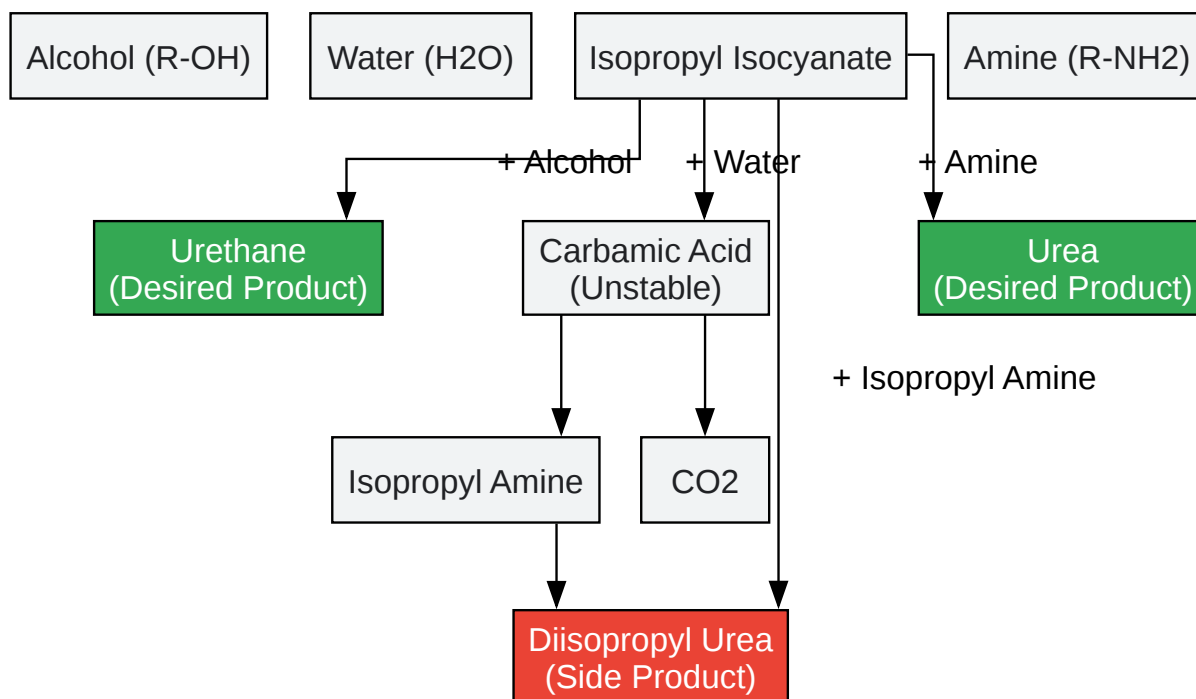 Alcohol (R-OH)
Water (H2O)
Isopropyl Isocyanate
Amine (R-NH2)
+ Alcohol
+ Water
+ Amine
Urethane
(Desired Product)
Carbamic Acid
(Unstable)
Urea
(Desired Product)
+ Isopropyl Amine
Isopropyl Amine
CO2
Diisopropyl Urea
(Side Product)